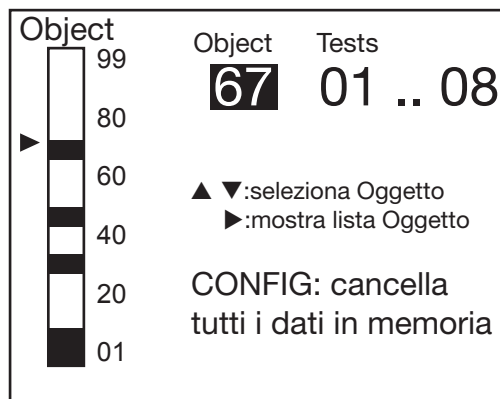 Object
99
80
60
40
20
01
Object Tests
67 01 .. 08
▲ ▼:seleziona Oggetto
▶:mostra lista Oggetto
CONFIG: cancella
tutti i dati in memoria